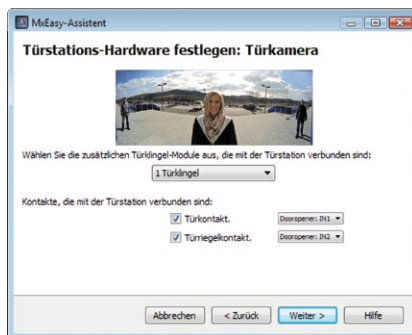 MxEasy-Assistent
Türstations-Hardware festlegen: Türkamera
Wählen Sie die zusätzlichen Türklingel-Module aus, die mit der Türstation verbunden sind:
1 Türklingel
Kontakte, die mit der Türstation verbunden sind:
Türkontakt. Dooropener: IN1
Türriegelkontakt. Dooropener: IN2
Abbrechen < Zurück Weiter > Hilfe